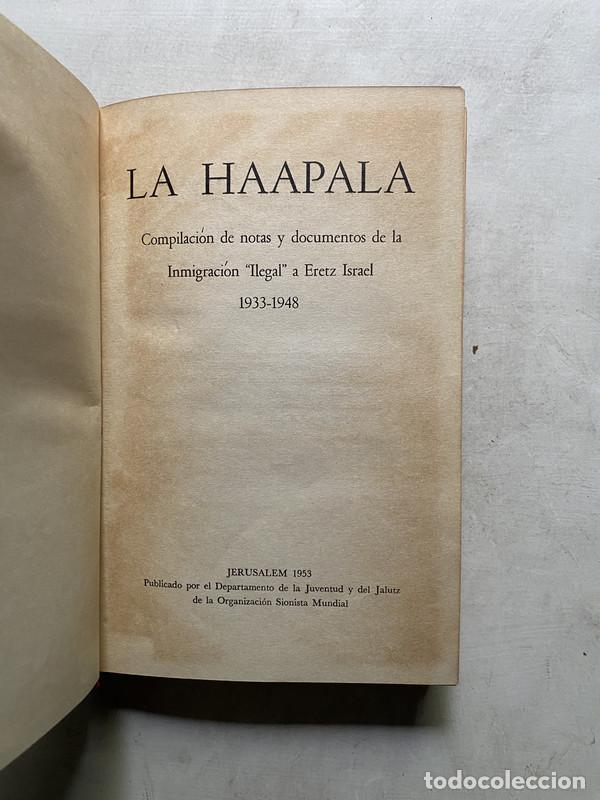 LA HAAPALA
Compilación de notas y documentos de la
Inmigración "Ilegal" a Eretz Israel
1933-1948
JERUSALEM 1953
Publicado por el Departamento de la Juventud y del Jalutz
de la Organización Sionista Mundial
todocoleccion